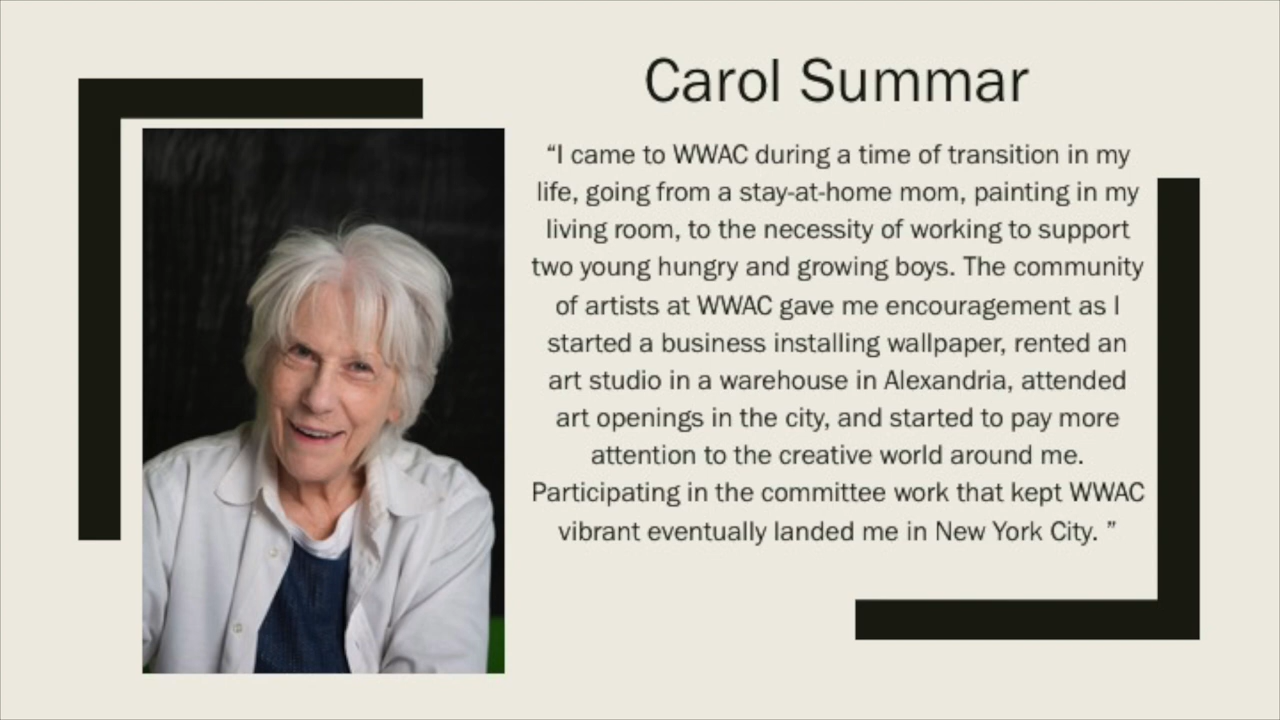 Carol Summar
“I came to WWAC during a time of transition in my
life, going from a stay-at-home mom, painting in my
living room, to the necessity of working to support
two young hungry and growing boys. The community
of artists at WWAC gave me encouragement as I
started a business installing wallpaper, rented an
art studio in a warehouse in Alexandria, attended
art openings in the city, and started to pay more
attention to the creative world around me.
Participating in the committee work that kept WWAC
vibrant eventually landed me in New York City. ”